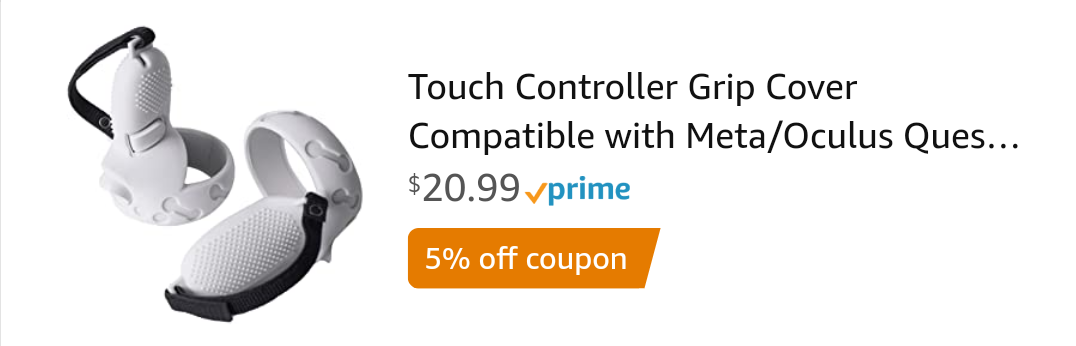 Touch Controller Grip Cover
Compatible with Meta/Oculus Ques...
$20.99 prime
5% off coupon